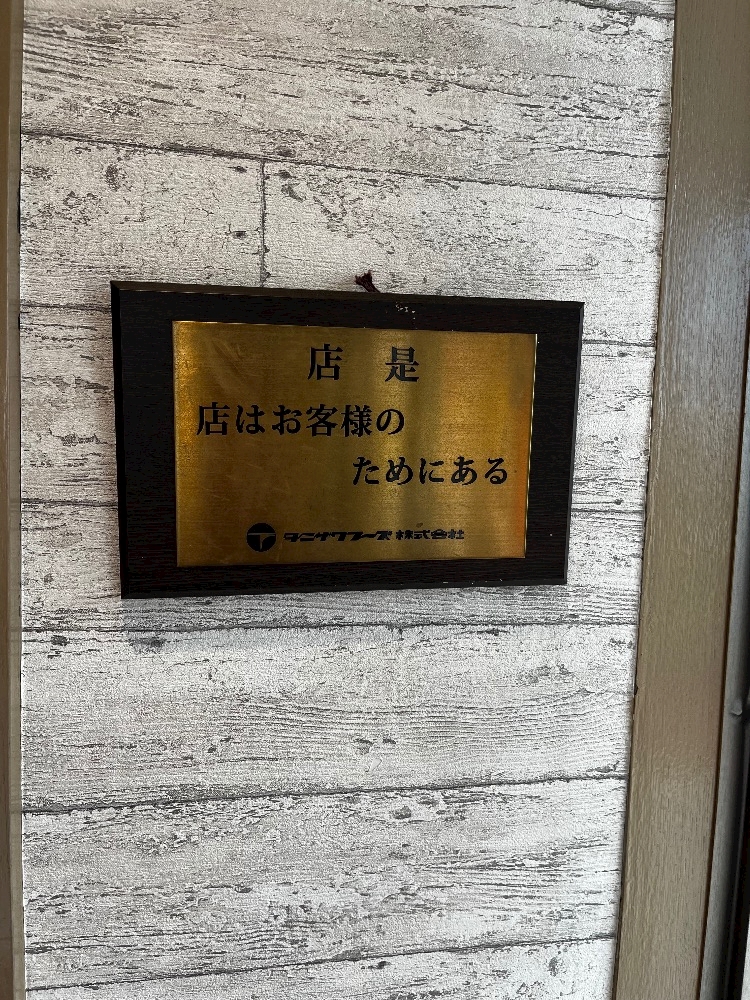 店 是
店はお客様の
ためにある
タニザワフーズ株式会社